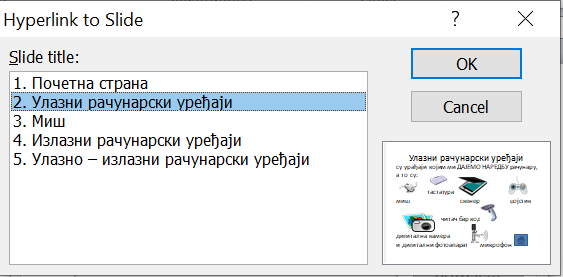 Hyperlink to Slide
? ×
Slide title:
1. Почетна страна
2. Улазни рачунарски уређаји
3. Миш
4. Излазни рачунарски уређаји
5. Улазно – излазни рачунарски уређаји
OK
Cancel
Улазни рачунарски уређаји
су уређаји којим ми ДАЈЕМО НАРЕДБУ рачунару,
а то су:
тастатура
миш скенер џојстик
читач бар код
дигитална камера
и дигитални фотоапарат микрофон